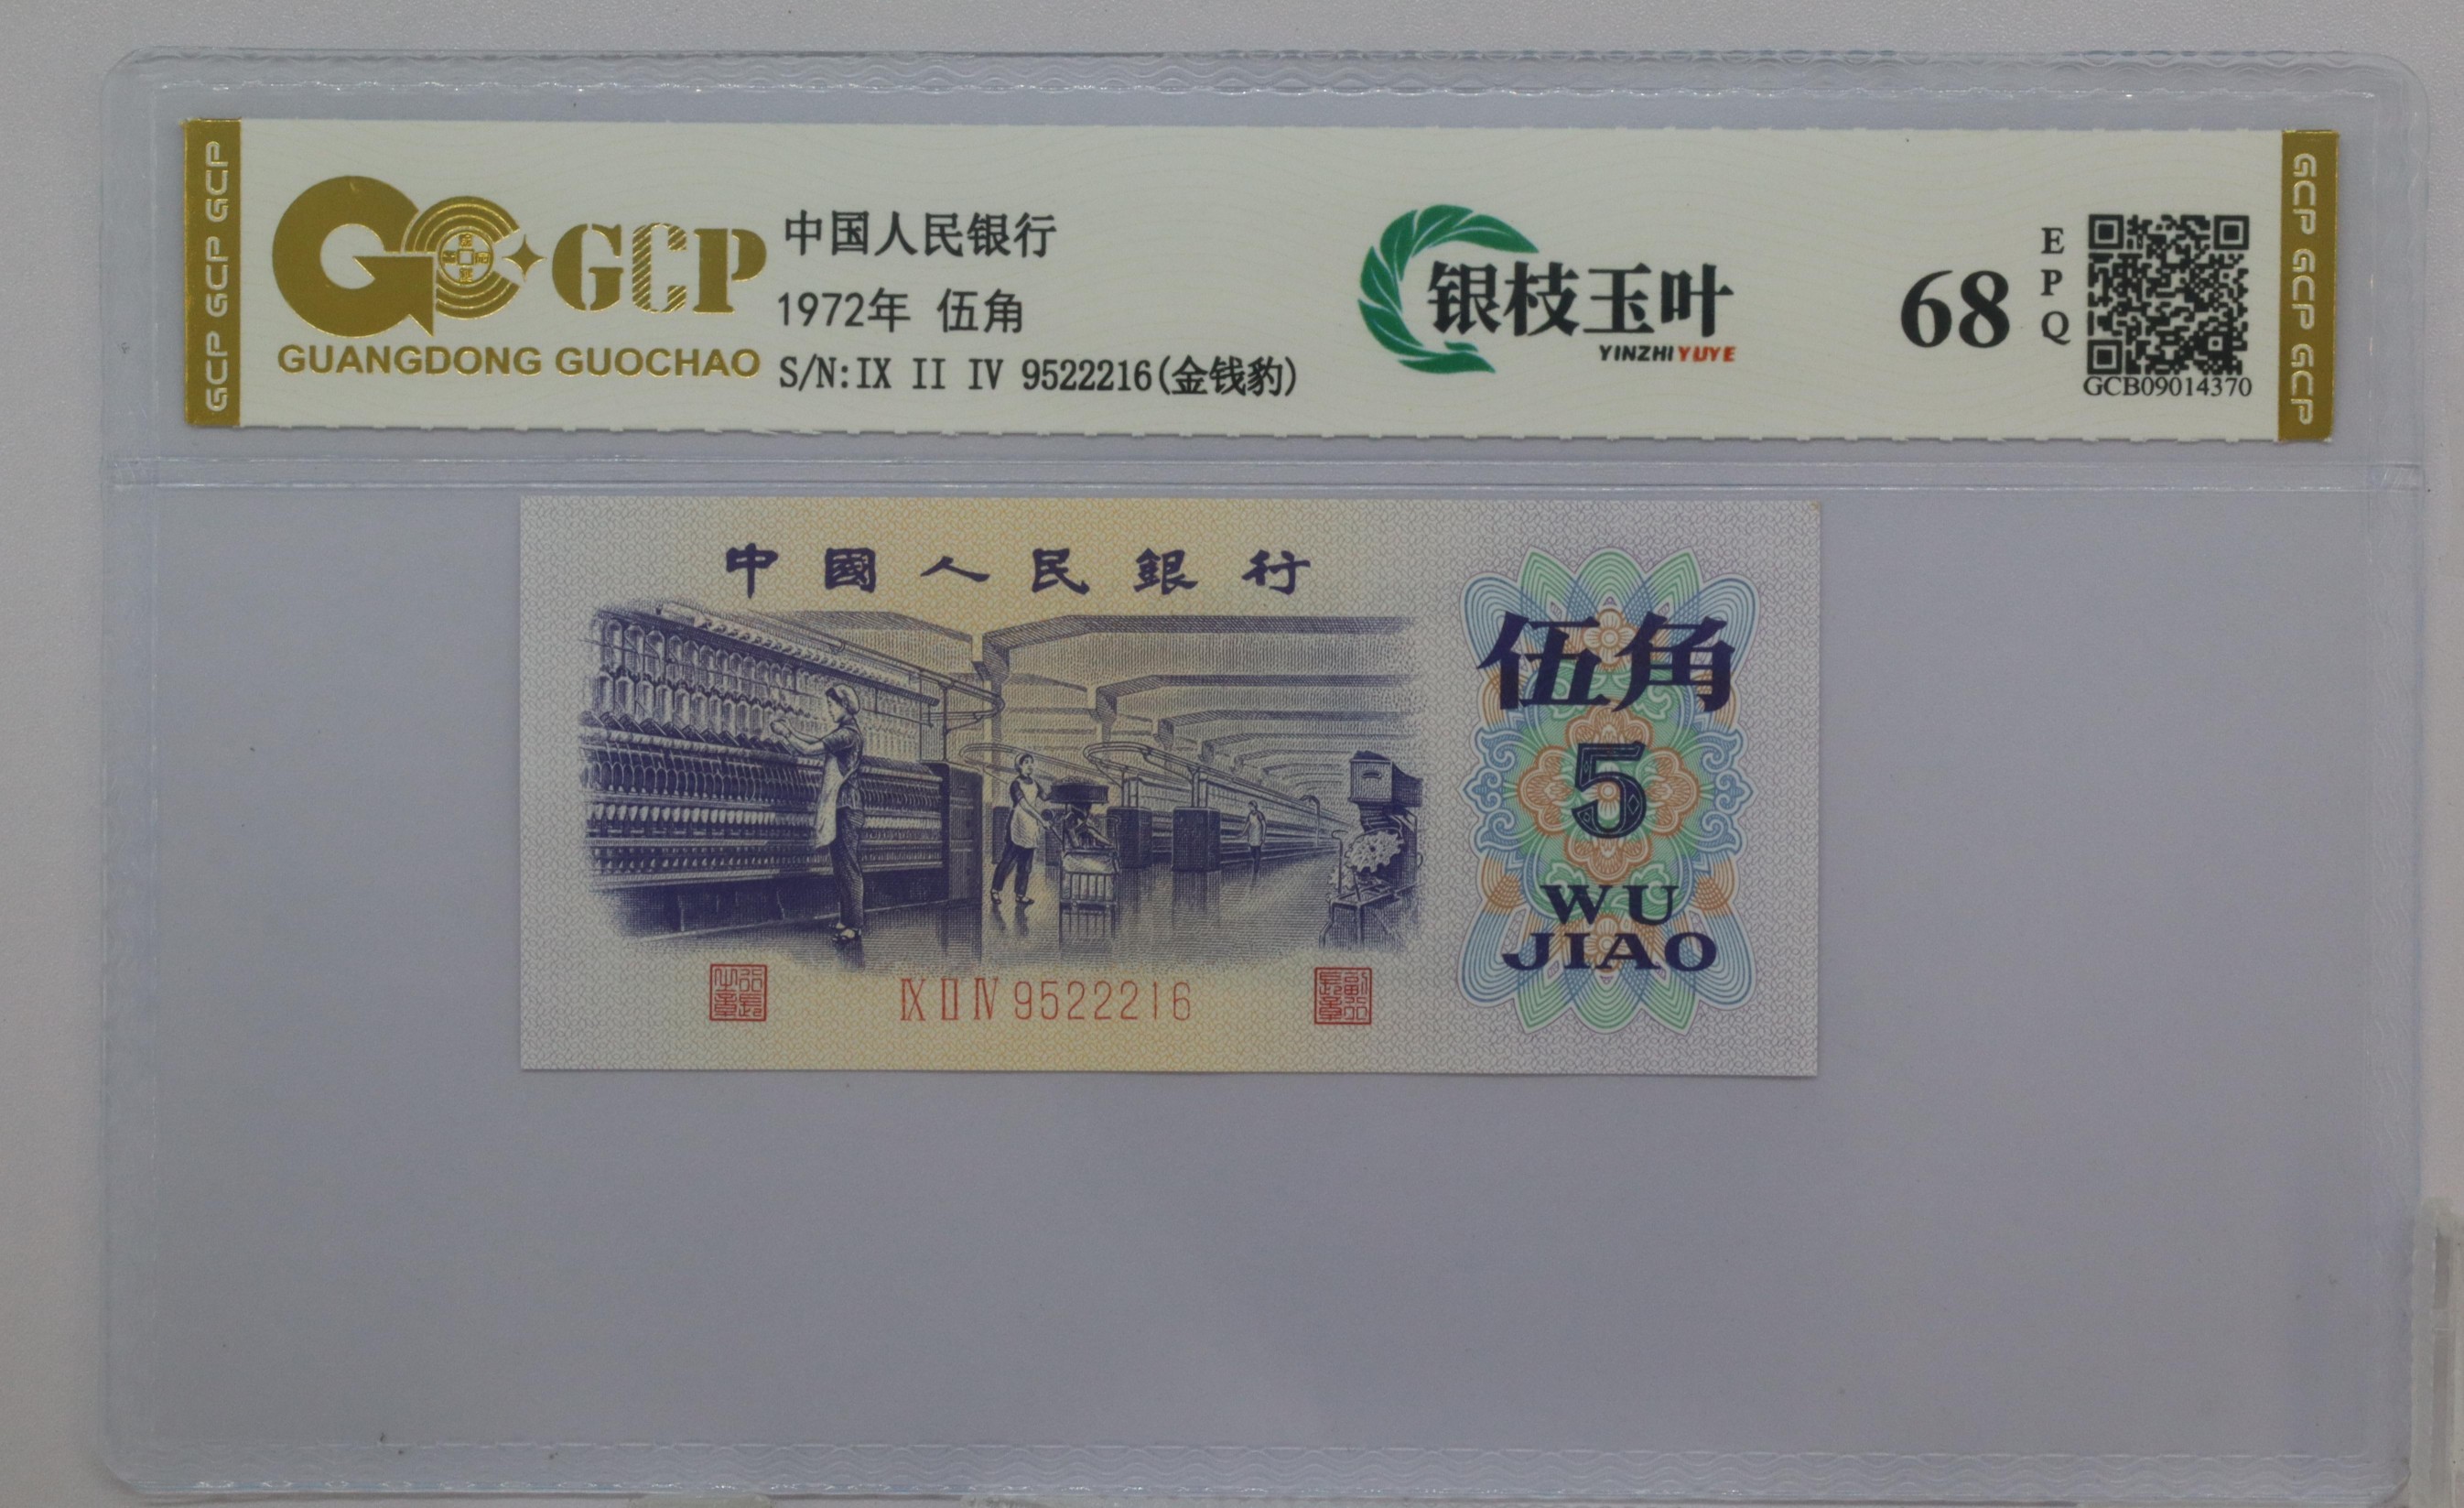 GCP GCP GCP
GCP
GUANGDONG GUOCHAO
中国人民银行
1972年 伍角
S/N:IX II IV 9522216(金钱豹)
银枝玉叶
YINZHIYUYE
68
EPQ
GCB09014370
GCP GCP GCP
中國人民銀行
伍角
5
WU
JIAO
IX II IV 9522216